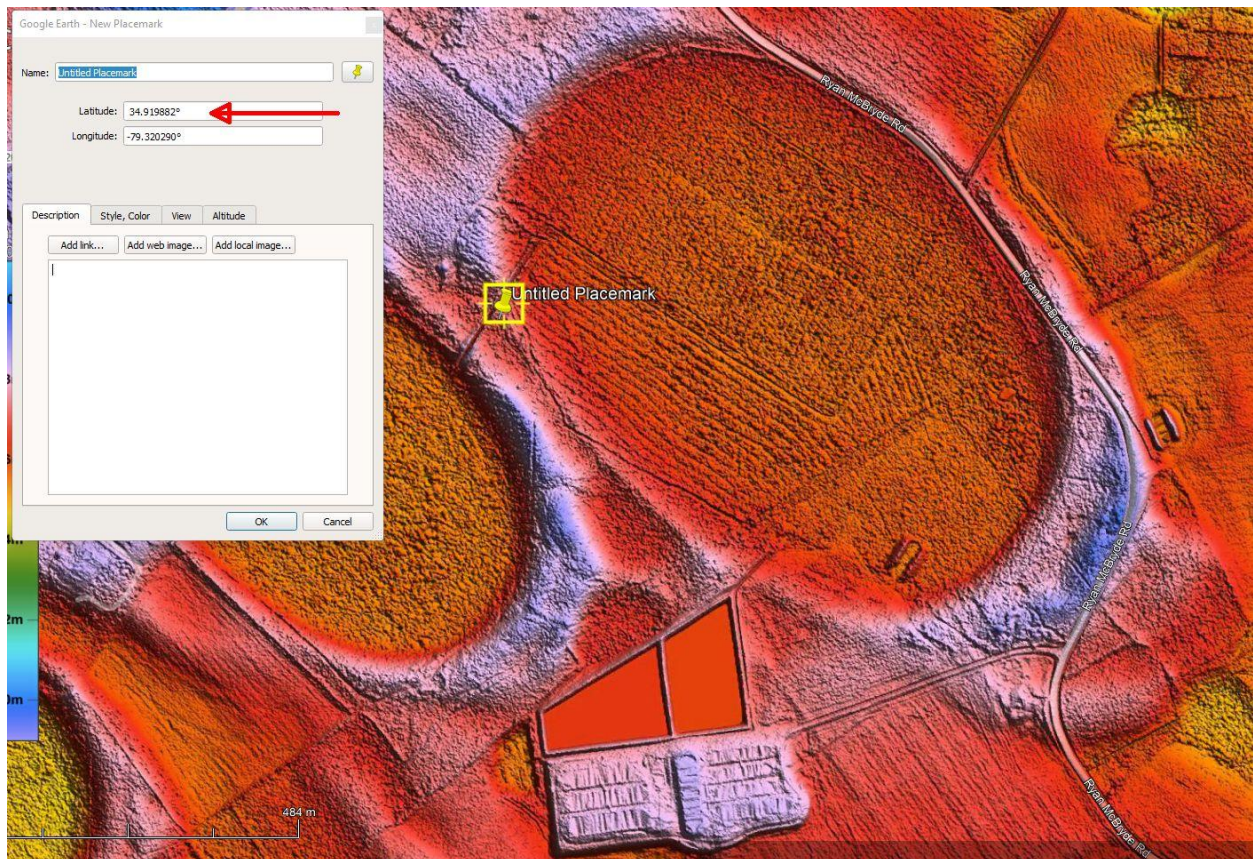 Google Earth - New Placemark
Name: Untitled Placemark
Latitude: 34.919882°
Longitude: -79.320290°
Description Style, Color View Altitude
Add link... Add web image... Add local image...
OK Cancel
Untitled Placemark
Ryan McBryde Rd
Ryan McBryde Rd
Ryan McBryde Rd
Ryan McBryde Rd
484 m